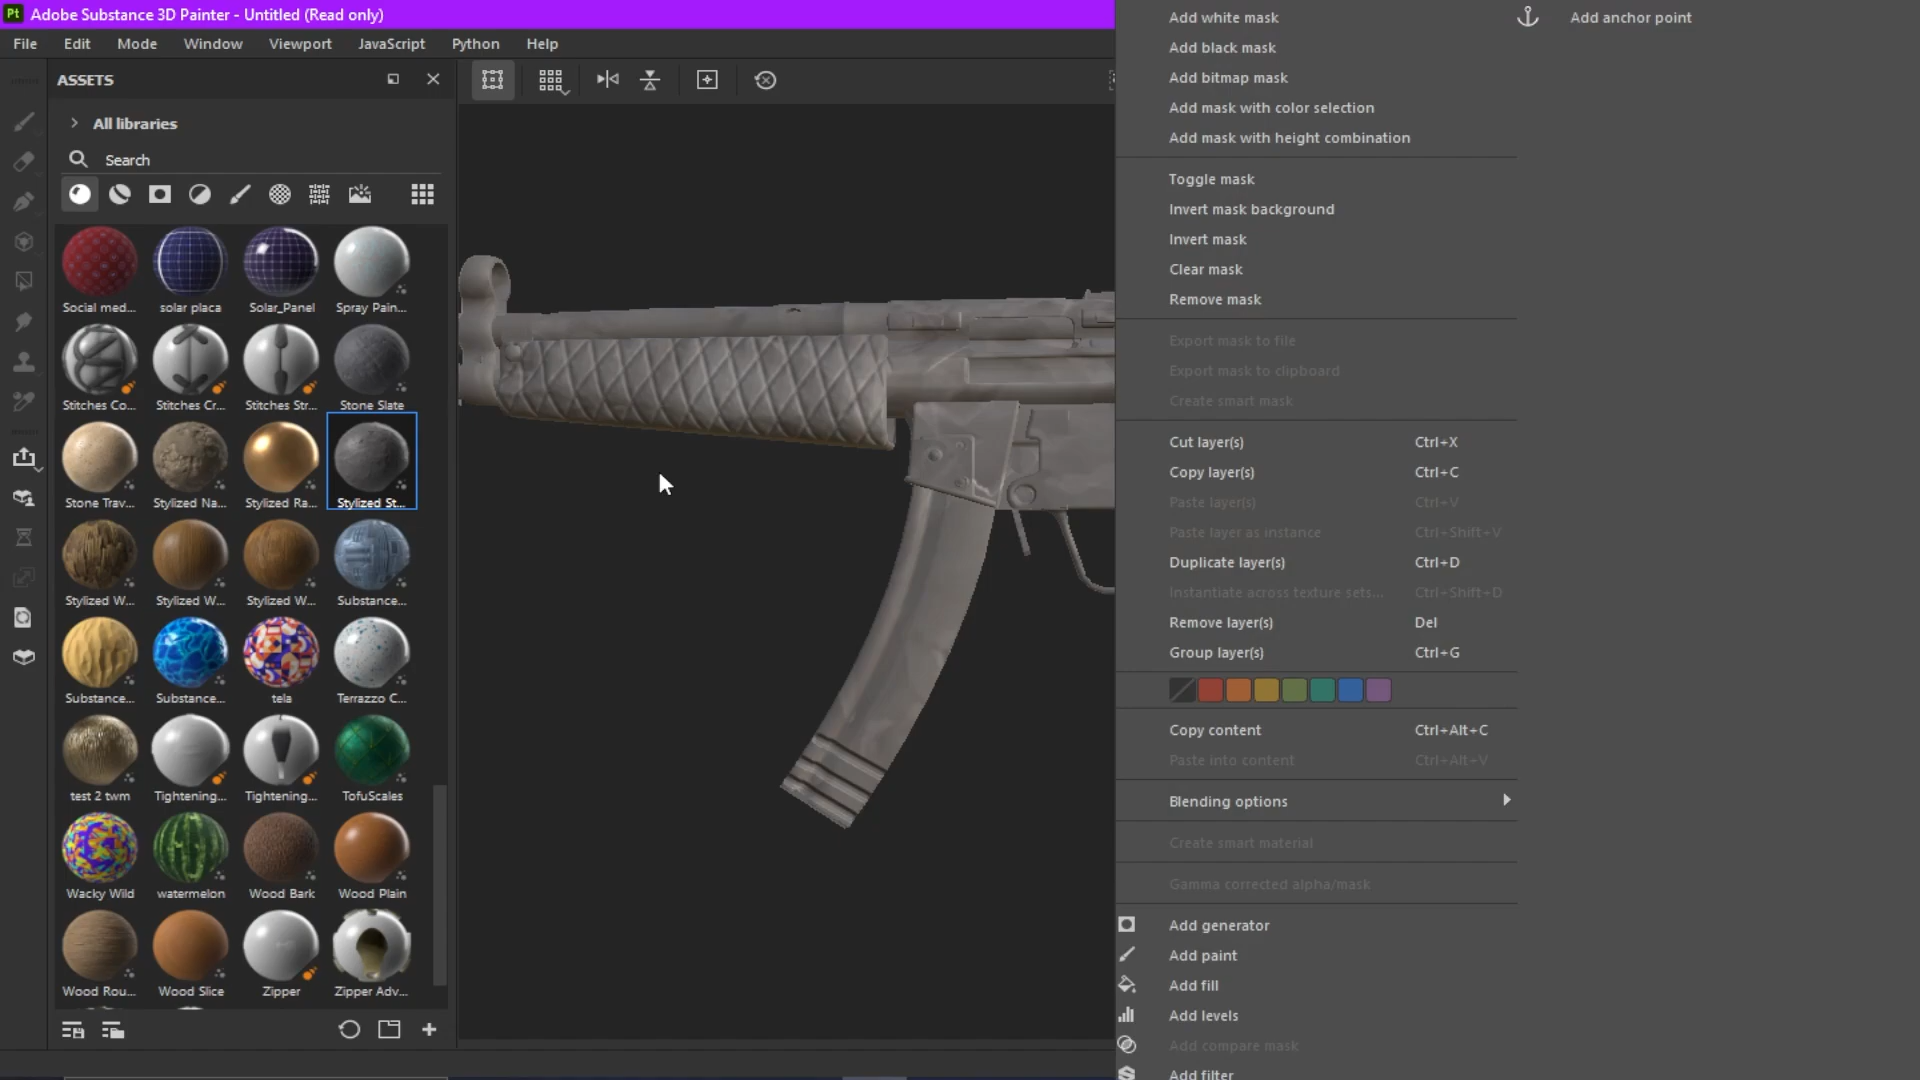 Pt Adobe Substance 3D Painter - Untitled (Read only)
File Edit Mode Window Viewport JavaScript Python Help
ASSETS
All libraries
Search
Social med... solar placa Solar_Panel Spray Pain...
Stitches Co... Stitches Cr... Stitches Str... Stone Slate
Stone Trav... Stylized Na... Stylized Ra... Stylized St...
Stylized W... Stylized W... Stylized W... Substance...
Substance... Substance... tela Terrazzo C...
test 2 twm Tightening... Tightening... TofuScales
Wacky Wild watermelon Wood Bark Wood Plain
Wood Rou... Wood Slice Zipper Zipper Adv...
Add white mask
Add black mask
Add bitmap mask
Add mask with color selection
Add mask with height combination
Toggle mask
Invert mask background
Invert mask
Clear mask
Remove mask
Export mask to file
Export mask to clipboard
Create smart mask
Cut layer(s) Ctrl+X
Copy layer(s) Ctrl+C
Paste layer(s) Ctrl+V
Paste layer as instance Ctrl+Shift+V
Duplicate layer(s) Ctrl+D
Instantiate across texture sets... Ctrl+Shift+D
Remove layer(s) Del
Group layer(s) Ctrl+G
Copy content Ctrl+Alt+C
Paste into content Ctrl+Alt+V
Blending options
Create smart material
Gamma corrected alpha/mask
Add generator
Add paint
Add fill
Add levels
Add compare mask
Add filter
Add anchor point